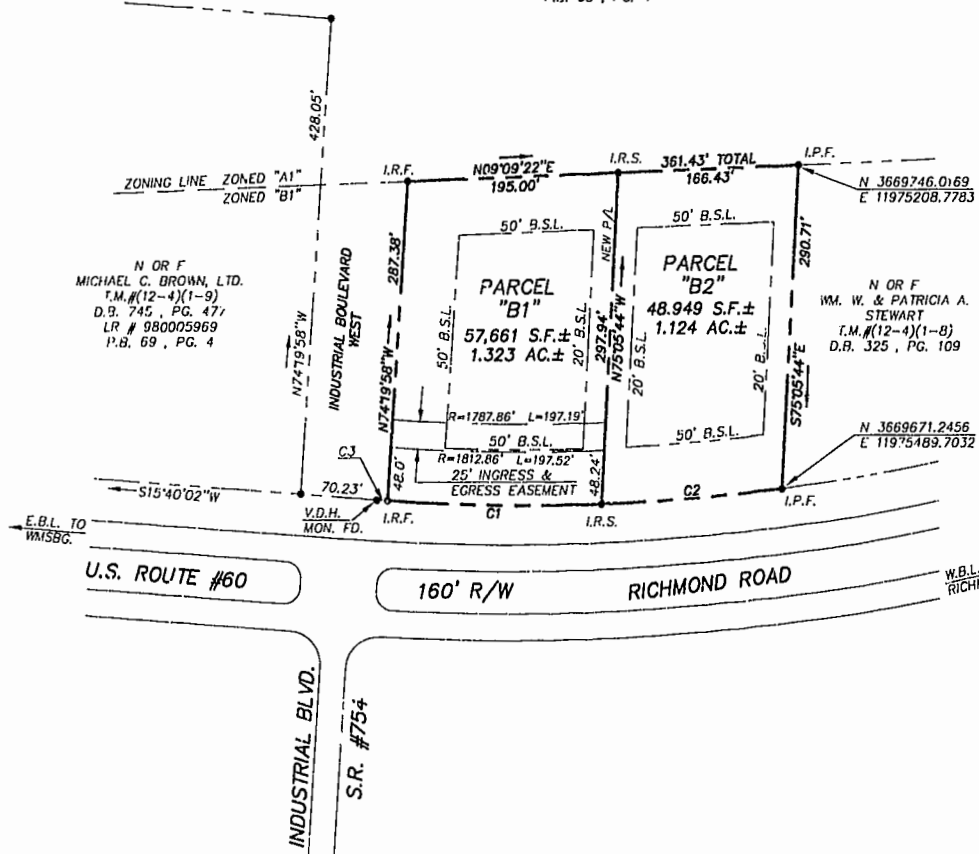 428.05'
ZONING LINE ZONED "A1"
ZONED "B1"
I.R.F.
N09°09'22"E
195.00'
I.R.S.
361.43' TOTAL
166.43'
I.P.F.
N 3669746.0169
E 11975208.7783
N OR F
MICHAEL C. BROWN, LTD.
T.M.#(12-4)(1-9)
D.B. 745 , PG. 477
LR # 980005969
P.B. 69 , PG. 4
N74°19'58"W
INDUSTRIAL BOULEVARD
WEST
287.38'
N74°19'58"W
50' B.S.L.
50' B.S.L.
PARCEL
"B1"
57,661 S.F.±
1.323 AC.±
20' B.S.L.
NEW P/L
297.94'
N75°05'44"W
50' B.S.L.
20' B.S.L.
PARCEL
"B2"
48.949 S.F.±
1.124 AC.±
20' B.S.L.
50' B.S.L.
290.71'
S75°05'44"E
N OR F
WM. W. & PATRICIA A.
STEWART
T.M.#(12-4)(1-8)
D.B. 325 , PG. 109
N 3669671.2456
E 11975489.7032
R=1787.86' L=197.19'
50' B.S.L.
R=1812.86' L=197.52'
25' INGRESS &
EGRESS EASEMENT
48.0'
48.24'
C3
S15°40'02"W
70.23'
V.D.H.
MON. FD.
I.R.F.
C1
I.R.S.
C2
I.P.F.
E.B.L. TO
WMSBG.
U.S. ROUTE #60
160' R/W
RICHMOND ROAD
W.B.L.
RICH
INDUSTRIAL BLVD.
S.R. #754